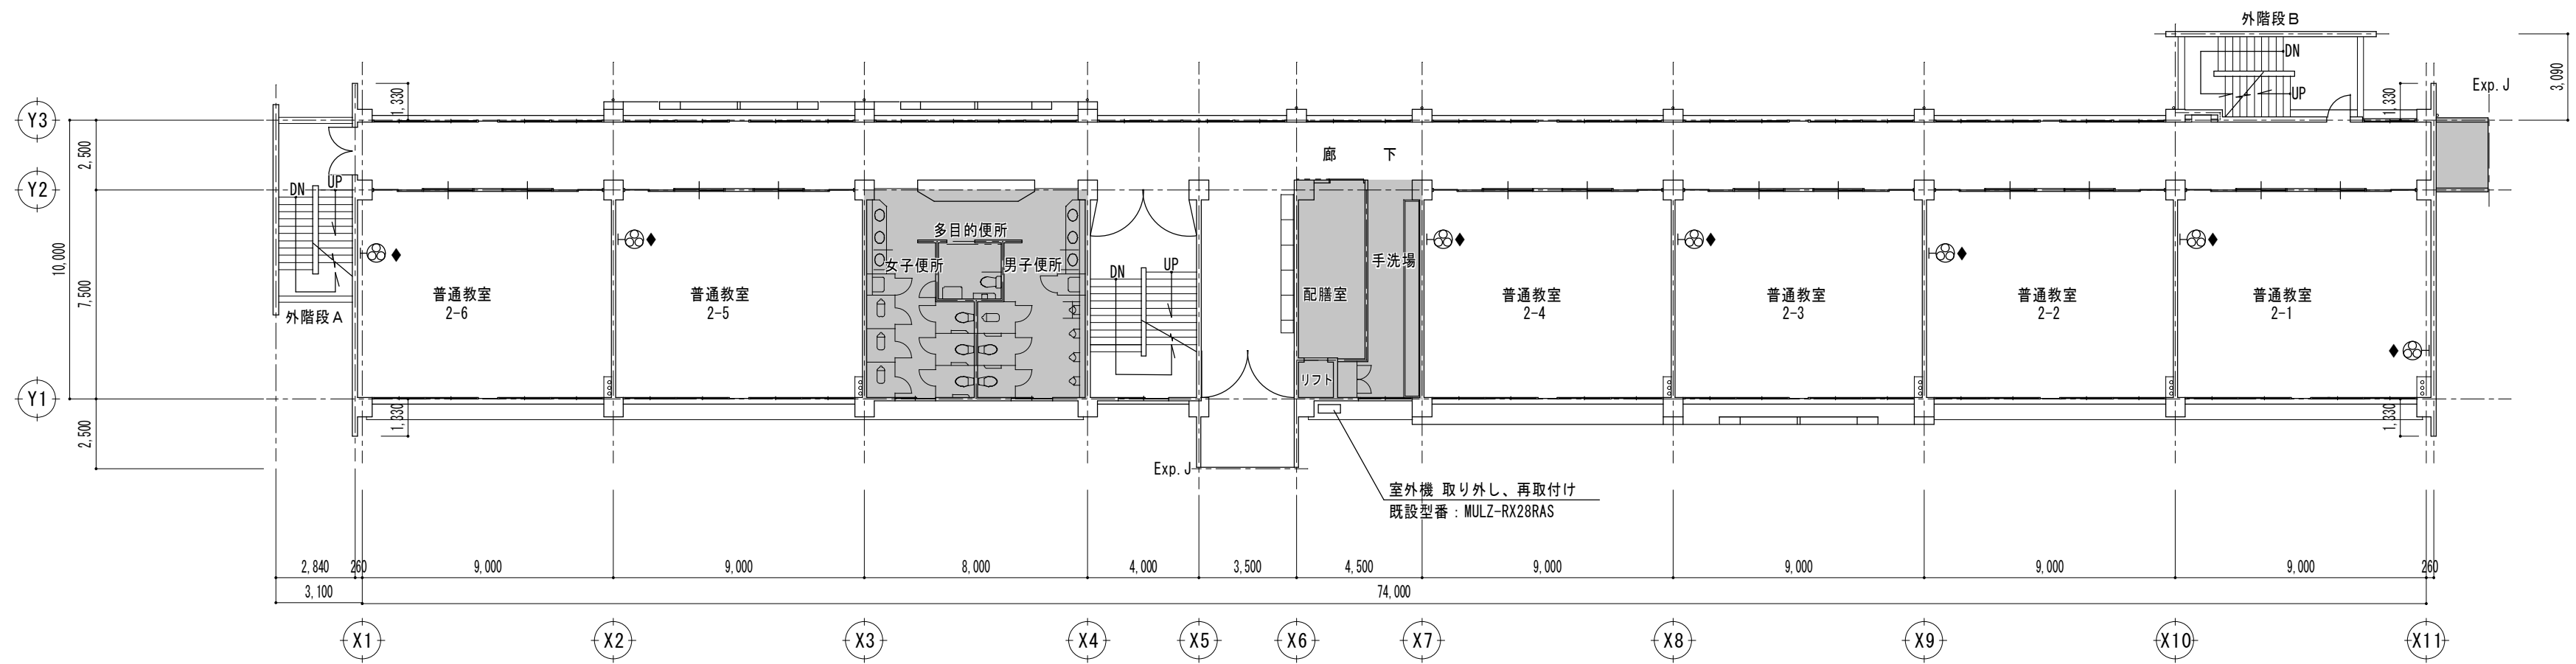 外階段B
DN
UP
Exp.J
3,090
1,330
1,330
Y3
2,500
Y2
10,000
7,500
Y1
2,500
DN
UP
外階段A
廊 下
多目的便所
女子便所
男子便所
DN
UP
手洗場
配膳室
リフト
普通教室
2-6
普通教室
2-5
普通教室
2-4
普通教室
2-3
普通教室
2-2
普通教室
2-1
1,330
1,330
Exp.J
室外機 取り外し、再取付け
既設型番：MULZ-RX28RAS
2,840
260
9,000
9,000
8,000
4,000
3,500
4,500
9,000
9,000
9,000
9,000
260
3,100
74,000
X1
X2
X3
X4
X5
X6
X7
X8
X9
X10
X11